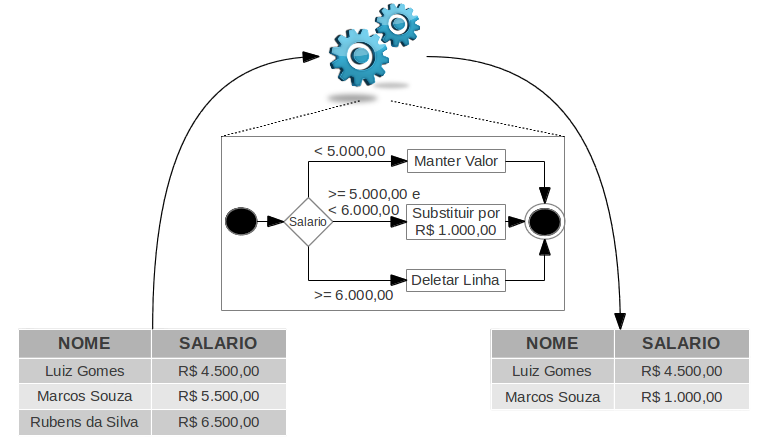 < 5.000,00
Manter Valor
>= 5.000,00 e
< 6.000,00
Salario
Substituir por
R$ 1.000,00
Deletar Linha
>= 6.000,00
NOME SALARIO
Luiz Gomes R$ 4.500,00
Marcos Souza R$ 5.500,00
Rubens da Silva R$ 6.500,00
NOME SALARIO
Luiz Gomes R$ 4.500,00
Marcos Souza R$ 1.000,00